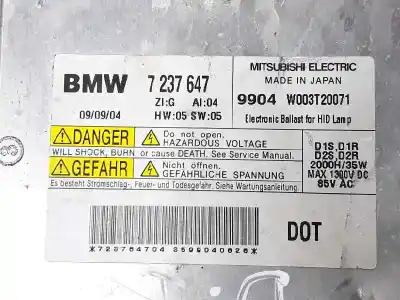 BMW 7 237 647
ZI:G AI:04
09/09/04 HW:05 SW:05
MITSUBISHI ELECTRIC
MADE IN JAPAN
9904 W003T20071
Electronic Ballast for HID Lamp
DANGER Do not open.
HAZARDOUS VOLTAGE
WILL SHOCK, BURN or cause DEATH. See Service Manual.
GEFAHR Nicht öffnen.
GEFÄHRLICHE SPANNUNG
Es besteht Stromschlag-, Feuer- und Todesgefahr. Siehe Wartungsanleitung.
D1S,D1R
D2S,D2R
2000H/35W
MAX 1300V DC
85V AC
*723764704 3599040626*
DOT